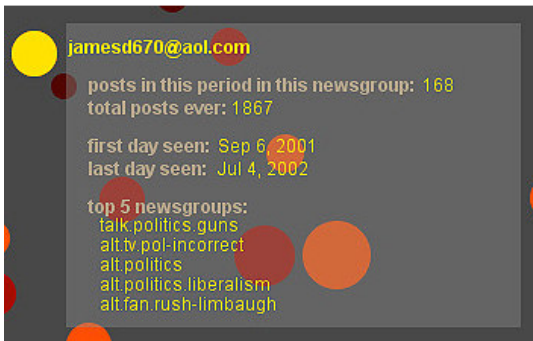 jamesd670@aol.com
posts in this period in this newsgroup: 168
total posts ever: 1867
first day seen: Sep 6, 2001
last day seen: Jul 4, 2002
top 5 newsgroups:
talk.politics.guns
alt.tv.pol-incorrect
alt.politics
alt.politics.liberalism
alt.fan.rush-limbaugh